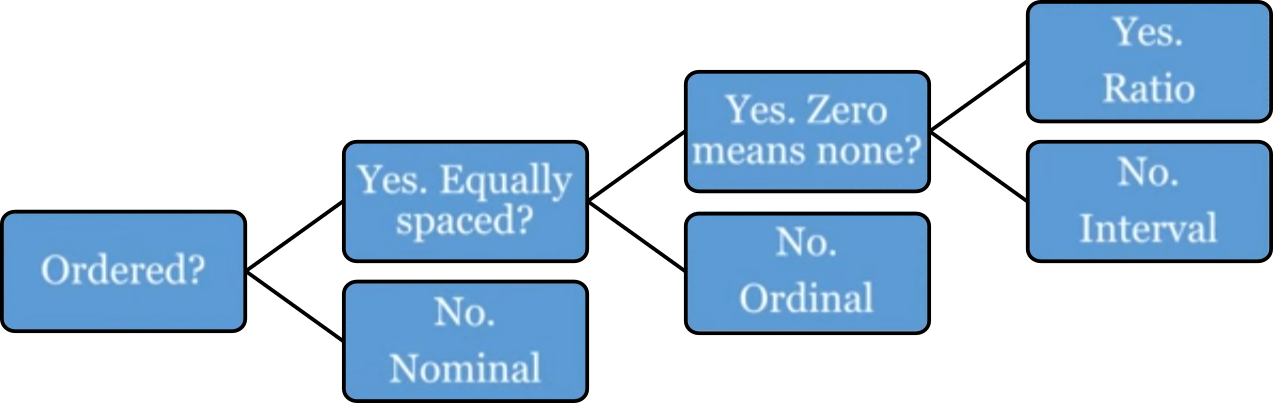 Ordered?
Yes. Equally
spaced?
No.
Nominal
Yes. Zero
means none?
No.
Ordinal
Yes.
Ratio
No.
Interval